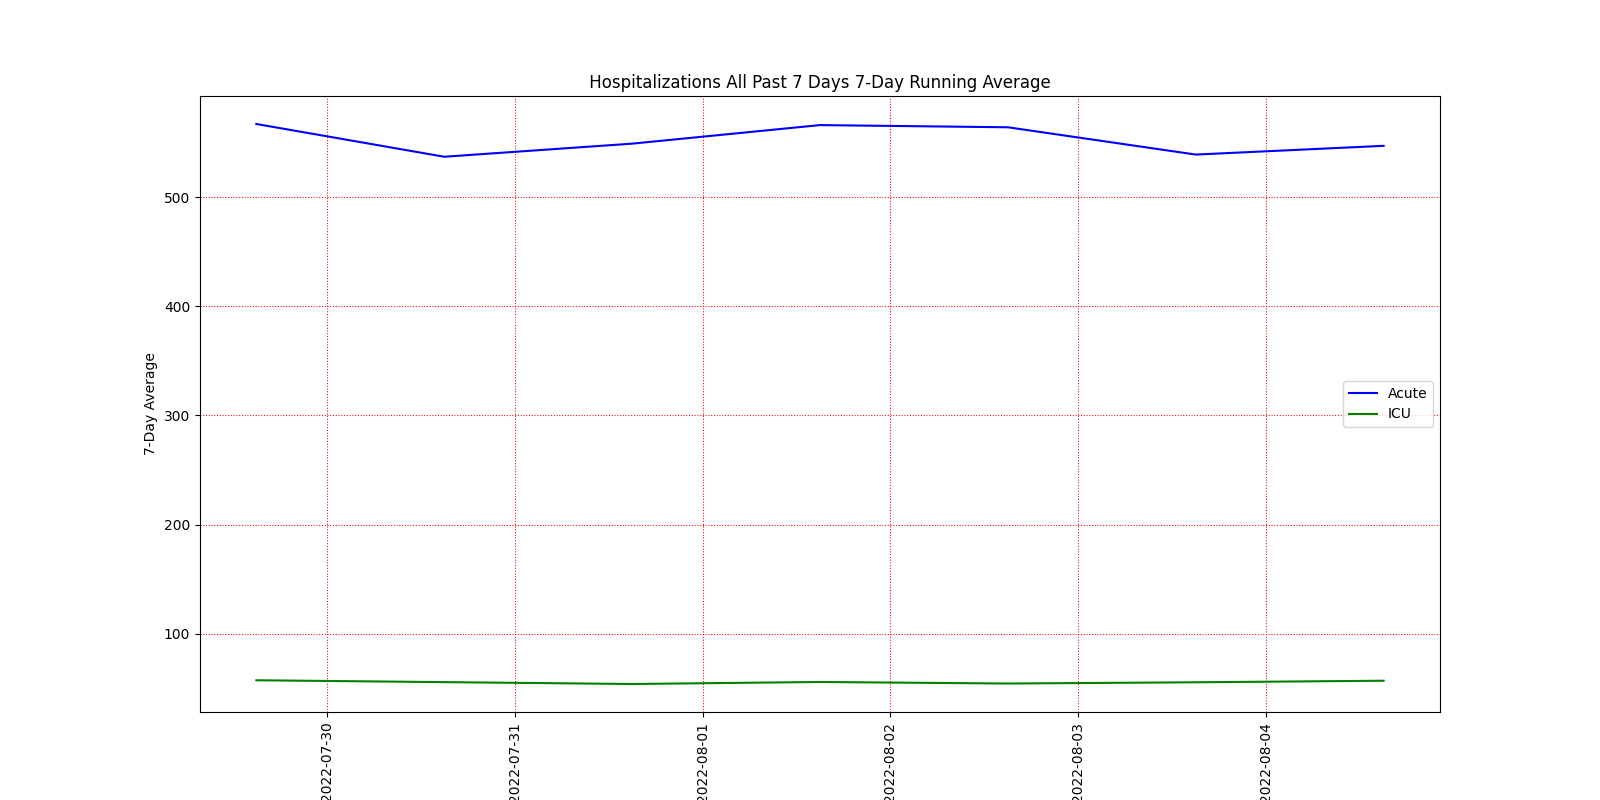 Hospitalizations All Past 7 Days 7-Day Running Average
7-Day Average
500
400
300
200
100
Acute
ICU
2022-07-30
2022-07-31
2022-08-01
2022-08-02
2022-08-03
2022-08-04